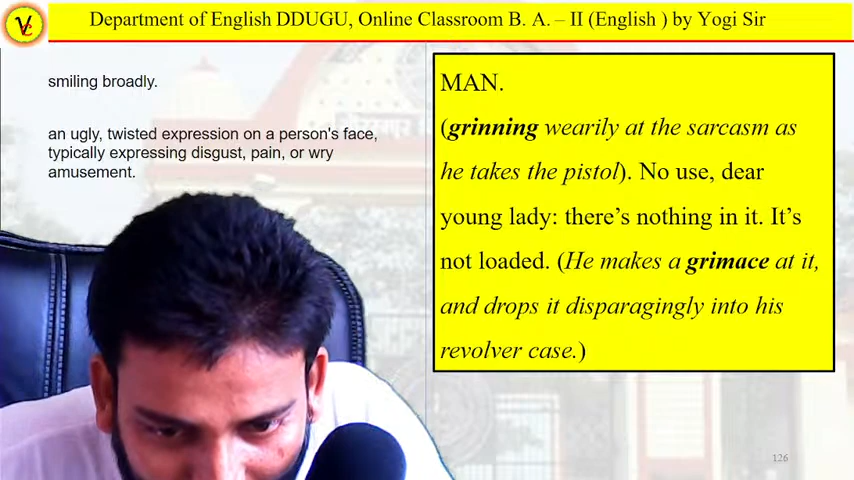 Department of English DDUGU, Online Classroom B. A. – II (English ) by Yogi Sir
smiling broadly.
an ugly, twisted expression on a person's face,
typically expressing disgust, pain, or wry
amusement.
MAN.
(grinning wearily at the sarcasm as
he takes the pistol). No use, dear
young lady: there’s nothing in it. It’s
not loaded. (He makes a grimace at it,
and drops it disparagingly into his
revolver case.)
126